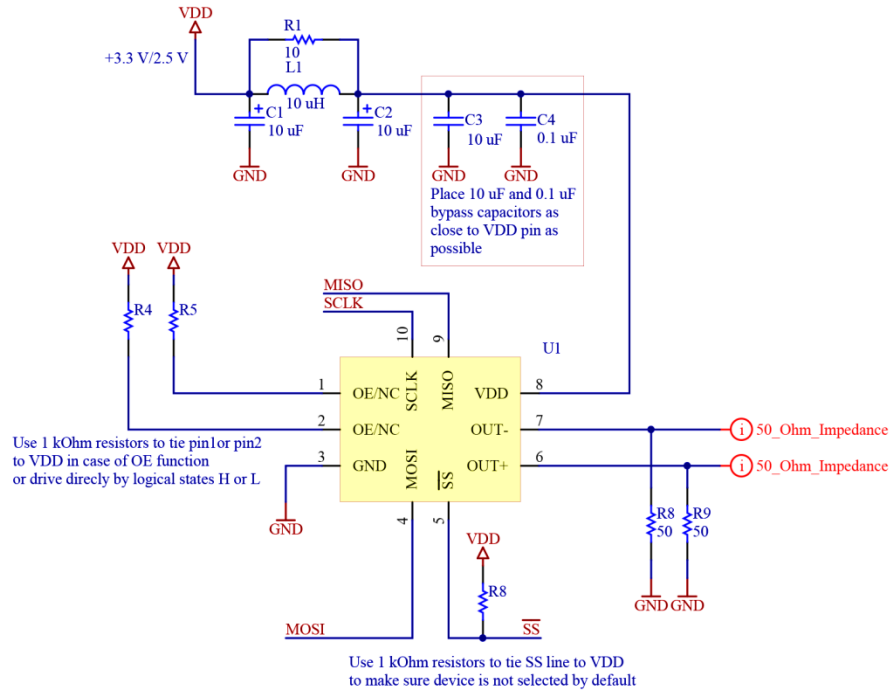 VDD
R1
+3.3 V/2.5 V
10
L1
10 uH
+
C1
10 uF
+
C2
10 uF
C3
10 uF
C4
0.1 uF
GND
GND
GND
GND
Place 10 uF and 0.1 uF
bypass capacitors as
close to VDD pin as
possible
VDD
VDD
R4
R5
MISO
SCLK
10
9
U1
1
OE/NC
SCLK
MISO
VDD
8
2
OE/NC
OUT-
7
50_Ohm_Impedance
3
GND
MOSI
SS
OUT+
6
50_Ohm_Impedance
i
i
Use 1 kOhm resistors to tie pin1or pin2
to VDD in case of OE function
or drive direcly by logical states H or L
GND
4
5
VDD
R8
50
R9
50
R8
GND
GND
MOSI
SS
Use 1 kOhm resistors to tie SS line to VDD
to make sure device is not selected by default